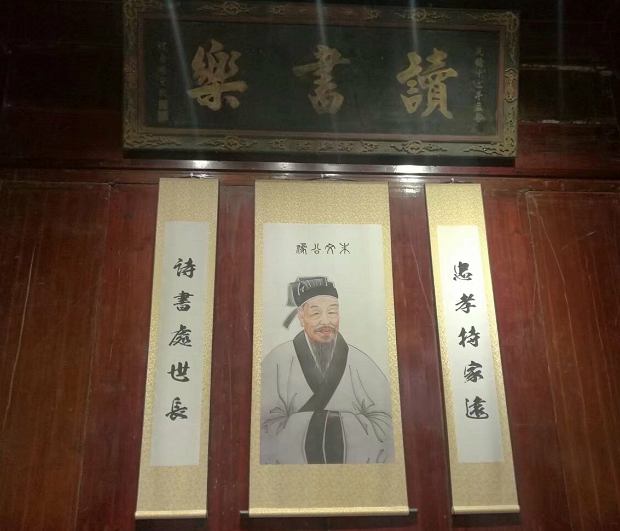 讀書樂
朱文公像
忠孝持家遠
詩書處世長